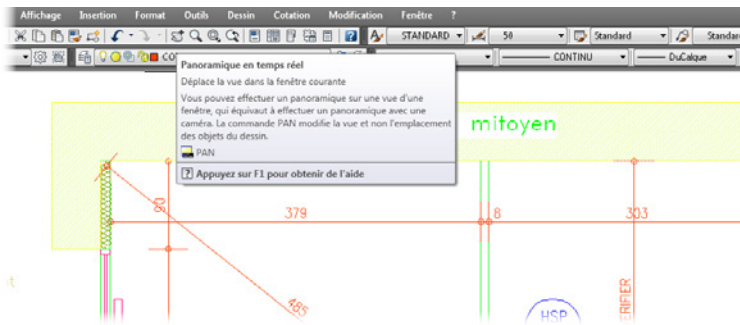 Affichage Insertion Format Outils Dessin Cotation Modification Fenêtre ?
STANDARD 50 Standard Standar
CO CONTINU DuCalque
Panoramique en temps réel
Déplace la vue dans la fenêtre courante
Vous pouvez effectuer un panoramique sur une vue d'une
fenêtre, qui équivaut à effectuer un panoramique avec une
caméra. La commande PAN modifie la vue et non l'emplacement
des objets du dessin.
PAN
Appuyez sur F1 pour obtenir de l'aide
mitoyen
90
379
8
303
485
HSP
ERIFIER
t